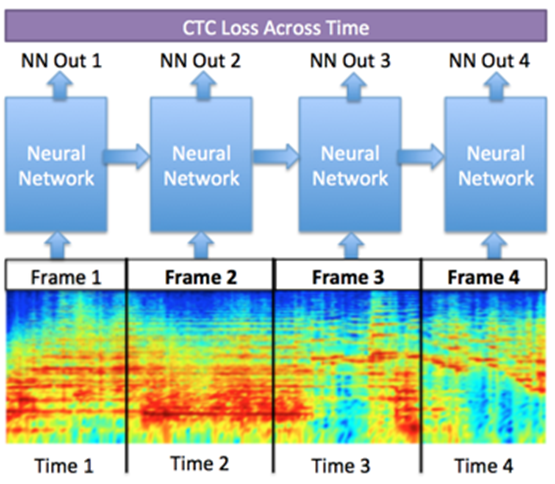 CTC Loss Across Time
NN Out 1 NN Out 2 NN Out 3 NN Out 4
Neural Network Neural Network Neural Network Neural Network
Frame 1 Frame 2 Frame 3 Frame 4
Time 1 Time 2 Time 3 Time 4